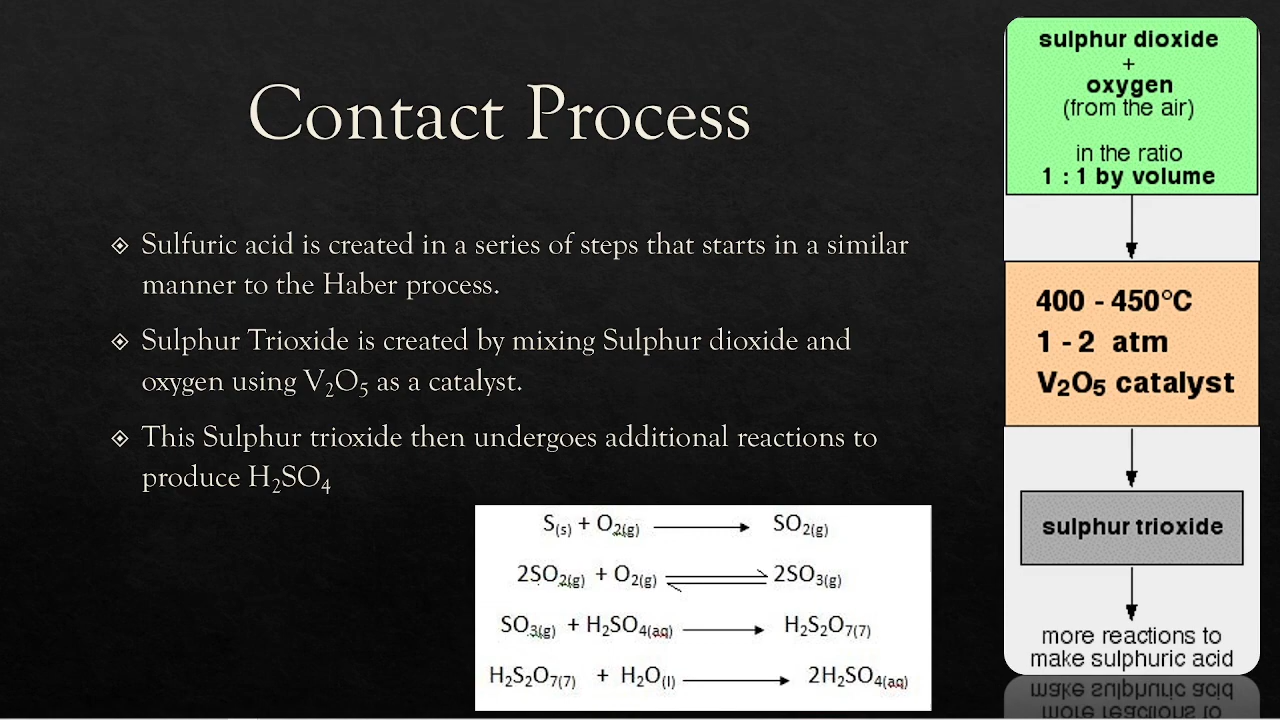 Contact Process
Sulfuric acid is created in a series of steps that starts in a similar
manner to the Haber process.
Sulphur Trioxide is created by mixing Sulphur dioxide and
oxygen using V₂O₅ as a catalyst.
This Sulphur trioxide then undergoes additional reactions to
produce H₂SO₄
S(s) + O2(g) → SO2(g)
2SO2(g) + O2(g) ⇌ 2SO3(g)
SO3(g) + H2SO4(aq) → H2S2O7(7)
H2S2O7(7) + H2O(l) → 2H2SO4(aq)
sulphur dioxide
+
oxygen
(from the air)
in the ratio
1 : 1 by volume
400 - 450°C
1 - 2 atm
V₂O₅ catalyst
sulphur trioxide
more reactions to
make sulphuric acid